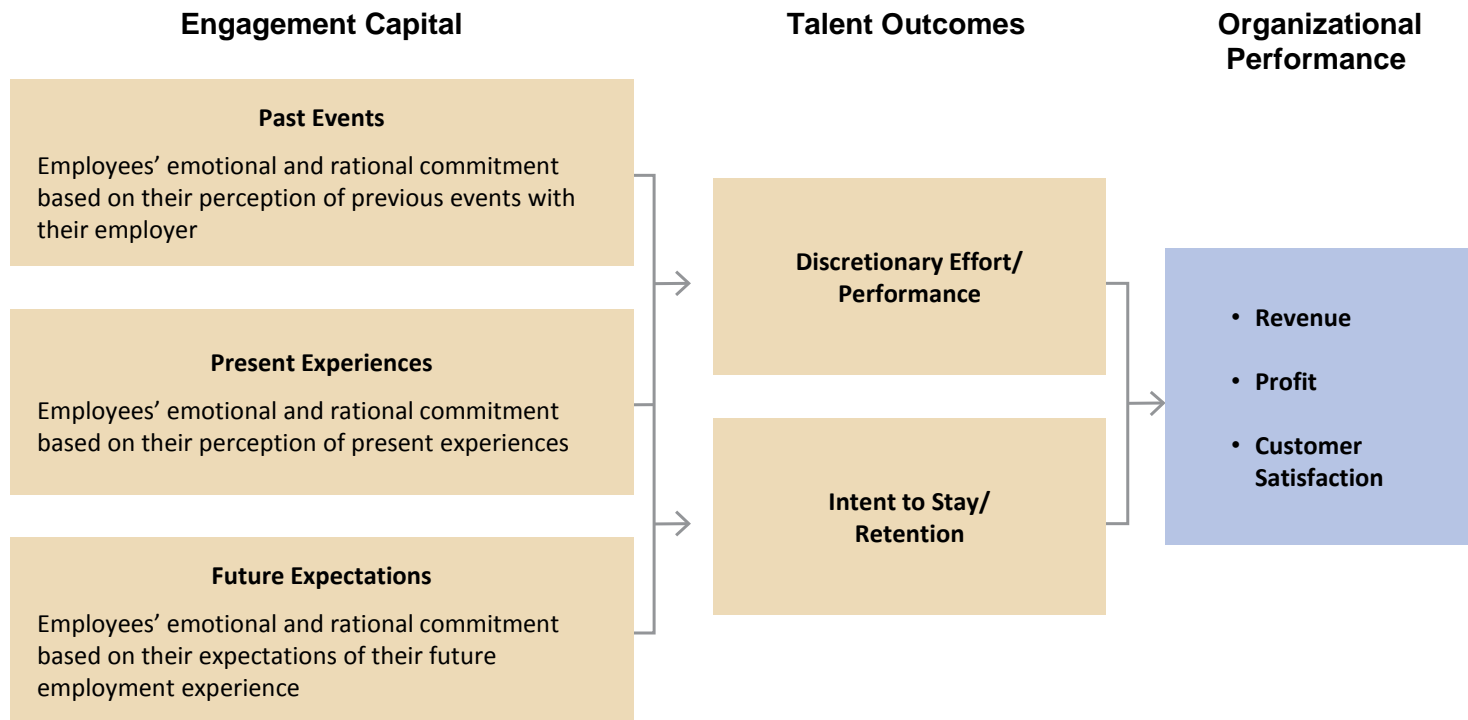 Engagement Capital
Talent Outcomes
Organizational
Performance
Past Events
Employees’ emotional and rational commitment
based on their perception of previous events with
their employer
Present Experiences
Employees’ emotional and rational commitment
based on their perception of present experiences
Future Expectations
Employees’ emotional and rational commitment
based on their expectations of their future
employment experience
Discretionary Effort/
Performance
Intent to Stay/
Retention
• Revenue
• Profit
• Customer
Satisfaction